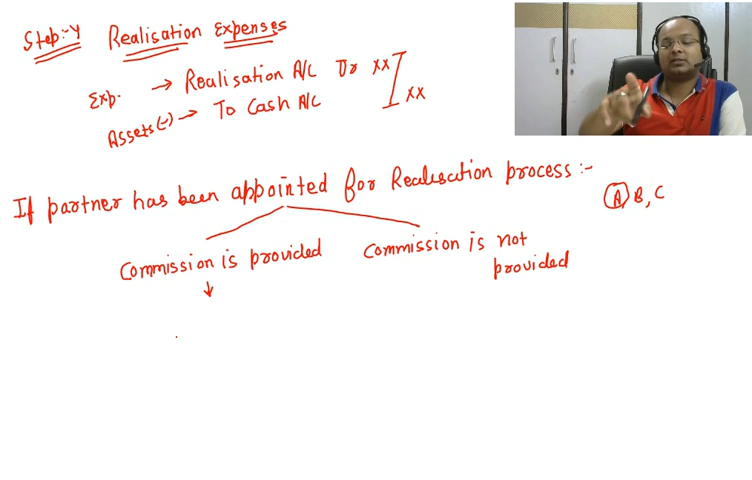 Step:-4 Realisation Expenses
Exp. → Realisation A/C Dr xx
Assets(-) → To Cash A/C xx
If partner has been appointed for Realisation process :-
(A) B, C
Commission is provided
Commission is not
provided